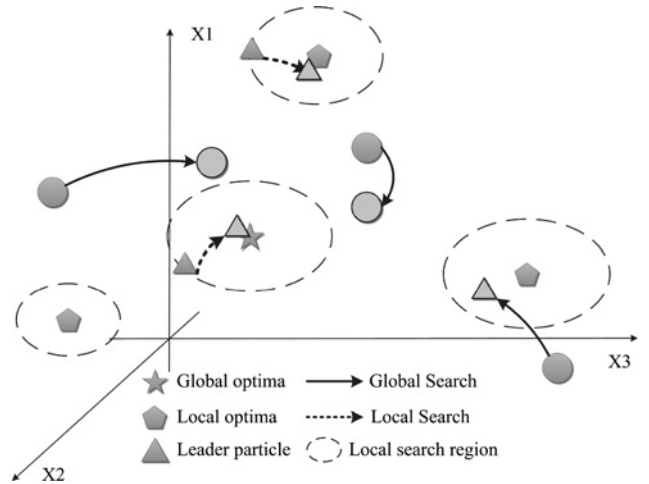 X1
X3
X2
Global optima
Global Search
Local optima
Local Search
Leader particle
Local search region